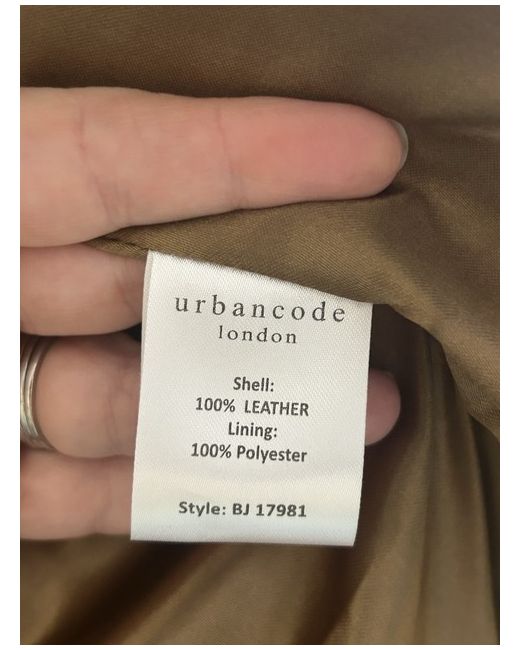 urbancode
london
Shell:
100% LEATHER
Lining:
100% Polyester
Style: BJ 17981